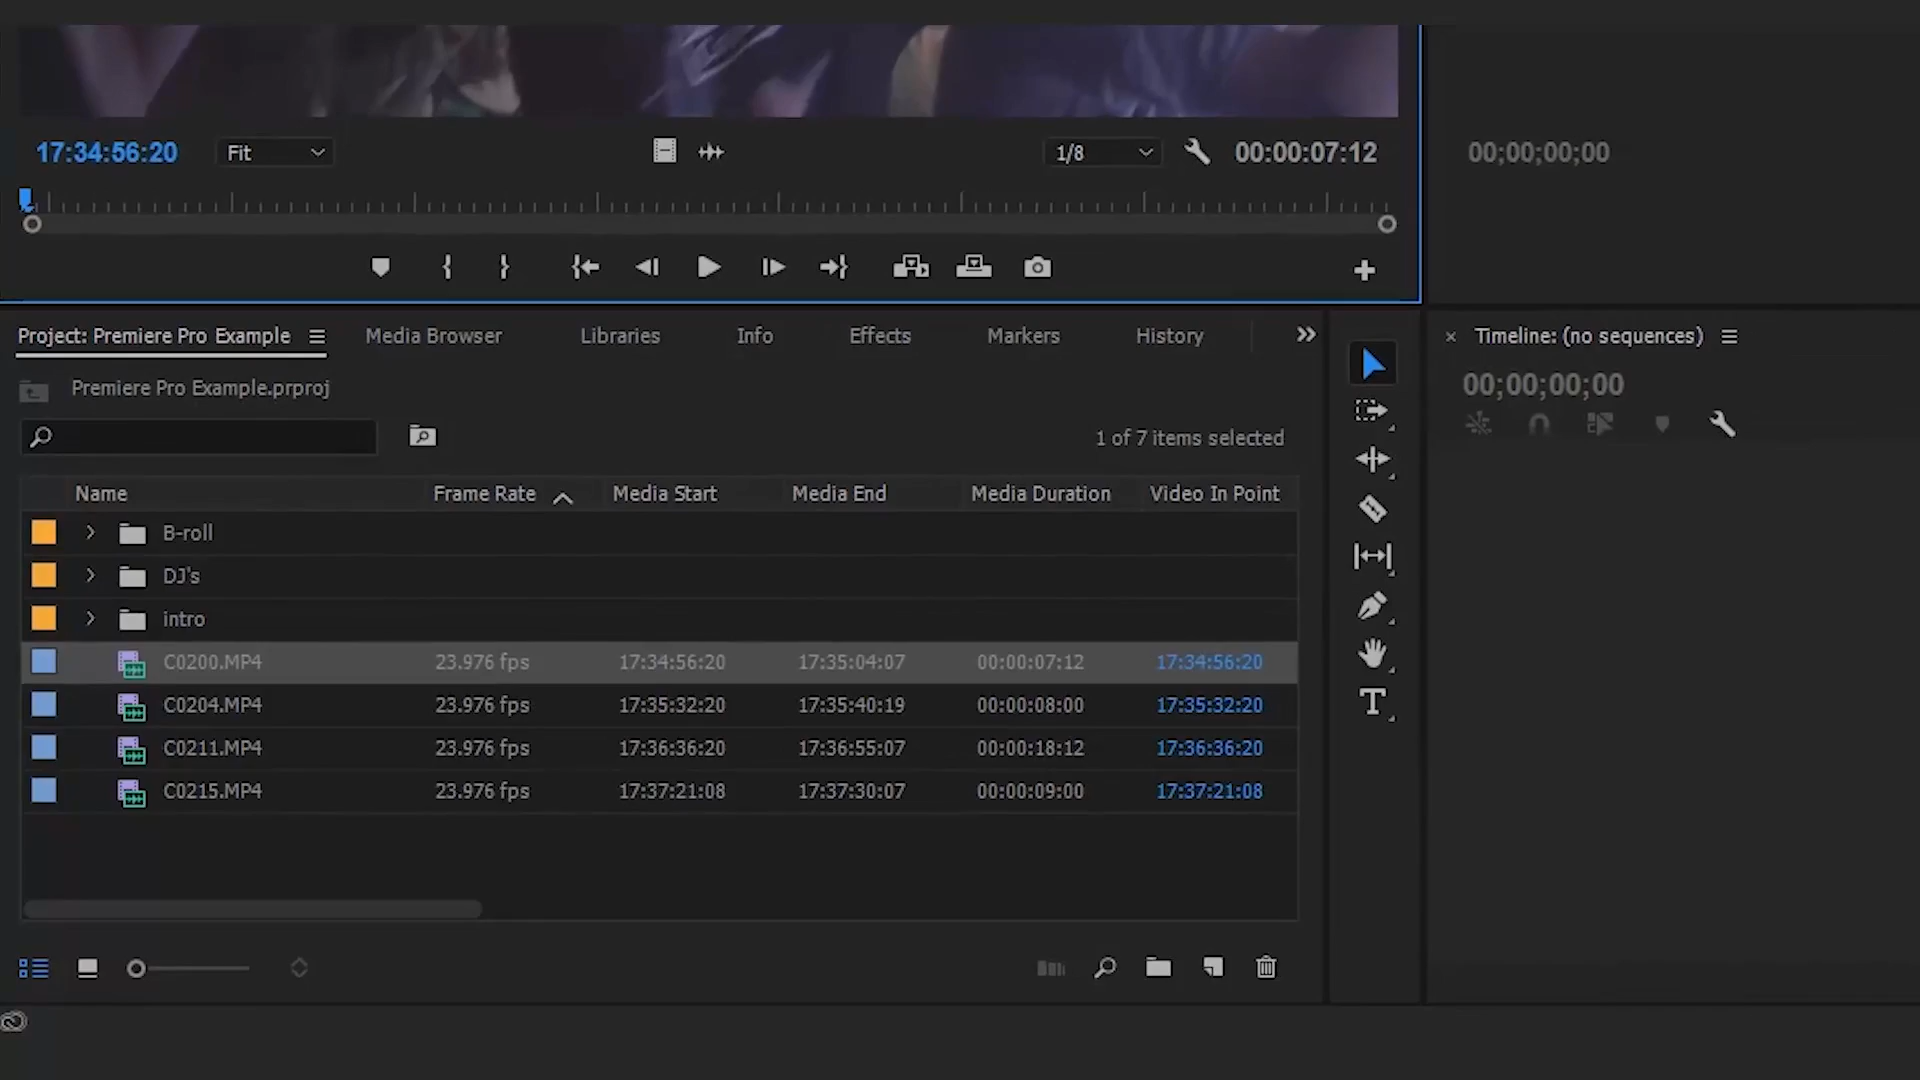 17:34:56:20 Fit 1/8 00:00:07:12 00;00;00;00
Project: Premiere Pro Example Media Browser Libraries Info Effects Markers History Timeline: (no sequences)
Premiere Pro Example.prproj 00;00;00;00
1 of 7 items selected
Name Frame Rate Media Start Media End Media Duration Video In Point
B-roll
DJ's
intro
C0200.MP4 23.976 fps 17:34:56:20 17:35:04:07 00:00:07:12 17:34:56:20
C0204.MP4 23.976 fps 17:35:32:20 17:35:40:19 00:00:08:00 17:35:32:20
C0211.MP4 23.976 fps 17:36:36:20 17:36:55:07 00:00:18:12 17:36:36:20
C0215.MP4 23.976 fps 17:37:21:08 17:37:30:07 00:00:09:00 17:37:21:08